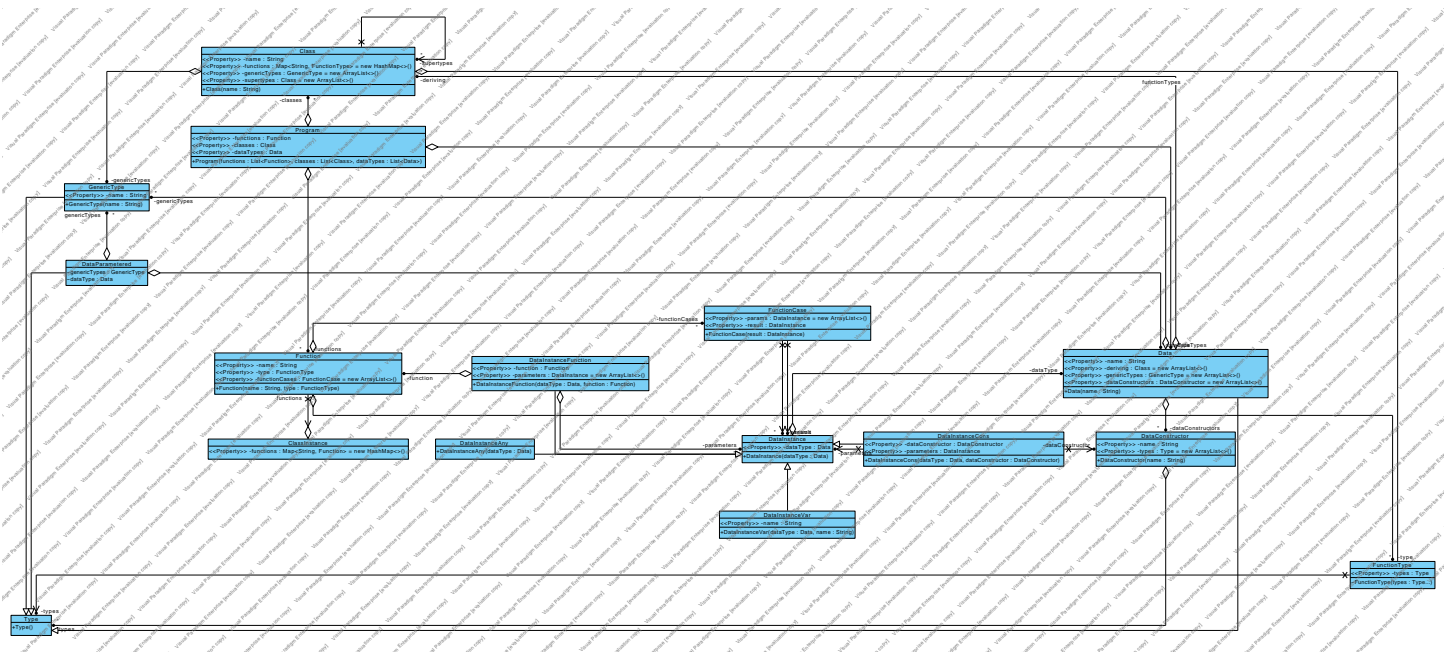 Class
<<Property>> -name : String
<<Property>> -functions : Map<String, FunctionType> = new HashMap<>()
<<Property>> -genericTypes : GenericType = new ArrayList<>()
<<Property>> -supertypes : Class = new ArrayList<>()
+Class(name : String)
-supertypes
-deriving
functionTypes
-classes
Program
<<Property>> -functions : Function
<<Property>> -classes : Class
<<Property>> -dataTypes : Data
+Program(functions : List<Function>, classes : List<Class>, dataTypes : List<Data>)
-genericTypes
GenericType
<<Property>> -name : String
+GenericType(name : String)
-genericTypes
genericTypes
DataParametered
-genericTypes : GenericType
-dataType : Data
-functionCases
FunctionCase
<<Property>> -params : DataInstance = new ArrayList<>()
<<Property>> -result : DataInstance
+FunctionCase(result : DataInstance)
-functions
Function
<<Property>> -name : String
<<Property>> -type : FunctionType
<<Property>> -functionCases : FunctionCase = new ArrayList<>()
+Function(name : String, type : FunctionType)
functions
-function
DataInstanceFunction
<<Property>> -function : Function
<<Property>> -parameters : DataInstance = new ArrayList<>()
+DataInstanceFunction(dataType : Data, function : Function)
-dataType
Data
<<Property>> -name : String
<<Property>> -deriving : Class = new ArrayList<>()
<<Property>> -genericTypes : GenericType = new ArrayList<>()
<<Property>> -dataConstructors : DataConstructor = new ArrayList<>()
+Data(name : String)
-dataConstructors
ClassInstance
<<Property>> -functions : Map<String, Function> = new HashMap<>()
DataInstanceAny
+DataInstanceAny(dataType : Data)
-parameters
DataInstance
<<Property>> -dataType : Data
+DataInstance(dataType : Data)
DataInstanceCons
<<Property>> -dataConstructor : DataConstructor
<<Property>> -parameters : DataInstance
+DataInstanceCons(dataType : Data, dataConstructor : DataConstructor)
-dataConstructor
DataConstructor
<<Property>> -name : String
<<Property>> -types : Type = new ArrayList<>()
+DataConstructor(name : String)
DataInstanceVar
<<Property>> -name : String
+DataInstanceVar(dataType : Data, name : String)
-type
FunctionType
<<Property>> -types : Type
+FunctionType(types : Type...)
-types
Type
+Type()
-types
Visual Paradigm Enterprise [evaluation copy]